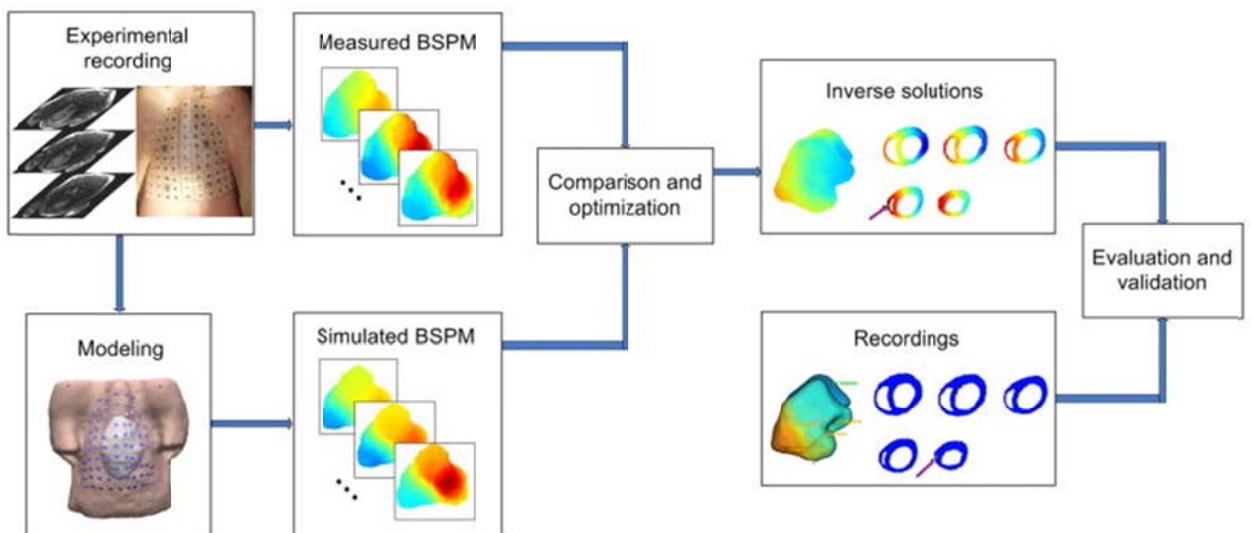 Experimental
recording
Measured BSPM
Inverse solutions
Comparison and
optimization
Evaluation and
validation
Modeling
Simulated BSPM
Recordings